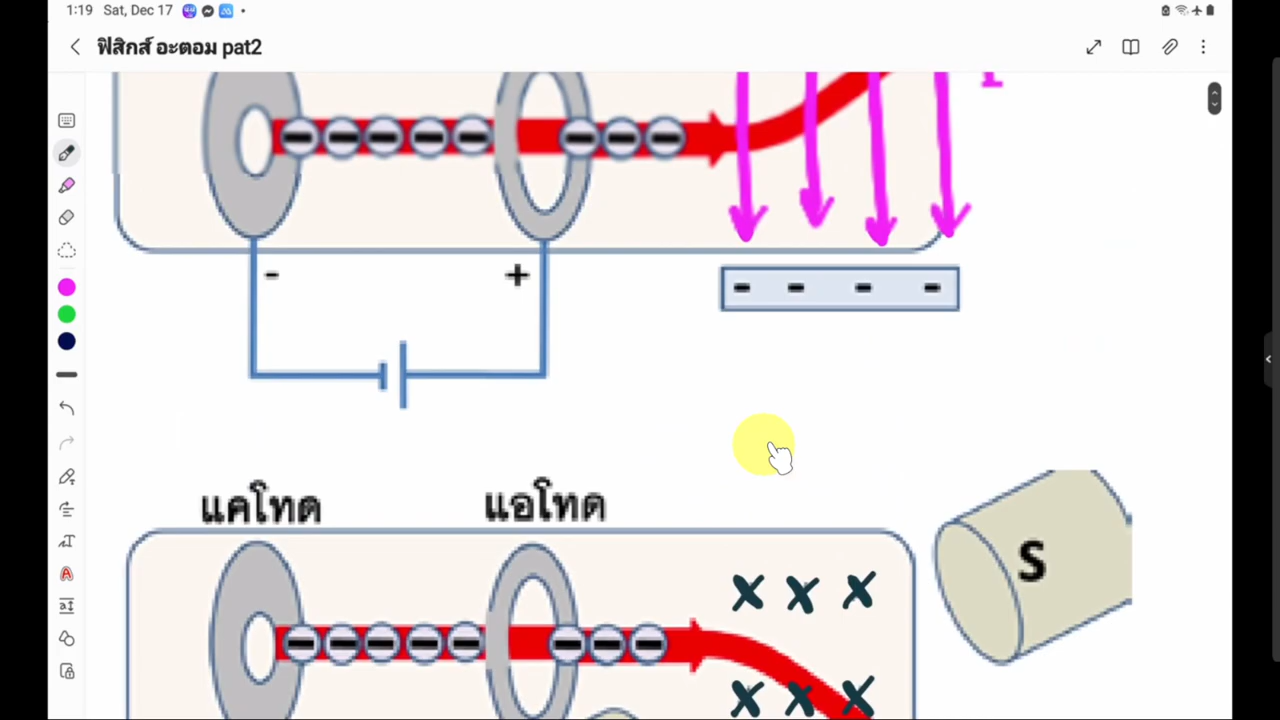 1:19 Sat, Dec 17
ฟิสิกส์ อะตอม pat2
- +
- - - -
แคโทด แอโทด
S
x x x
x x x